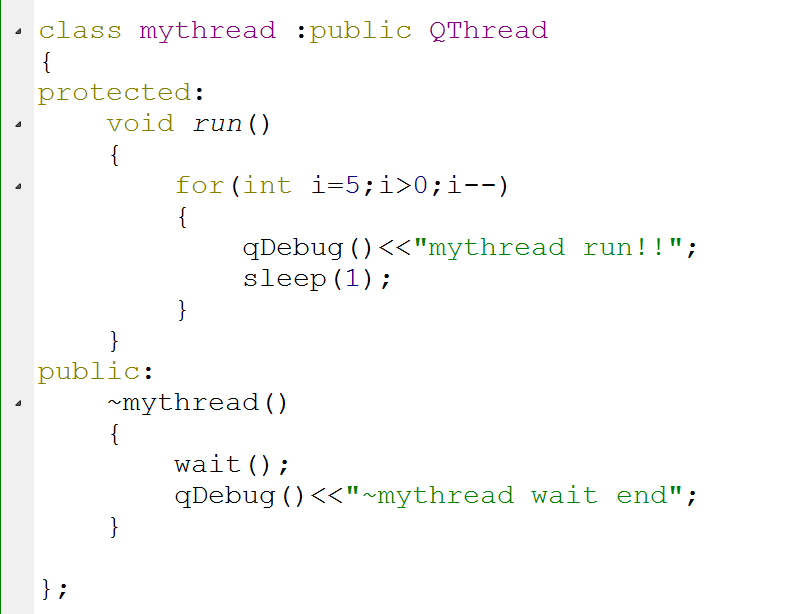 class mythread :public QThread
{
protected:
    void run()
    {
        for(int i=5;i>0;i--)
        {
            qDebug()<<"mythread run!!";
            sleep(1);
        }
    }
public:
    ~mythread()
    {
        wait();
        qDebug()<<"~mythread wait end";
    }

};